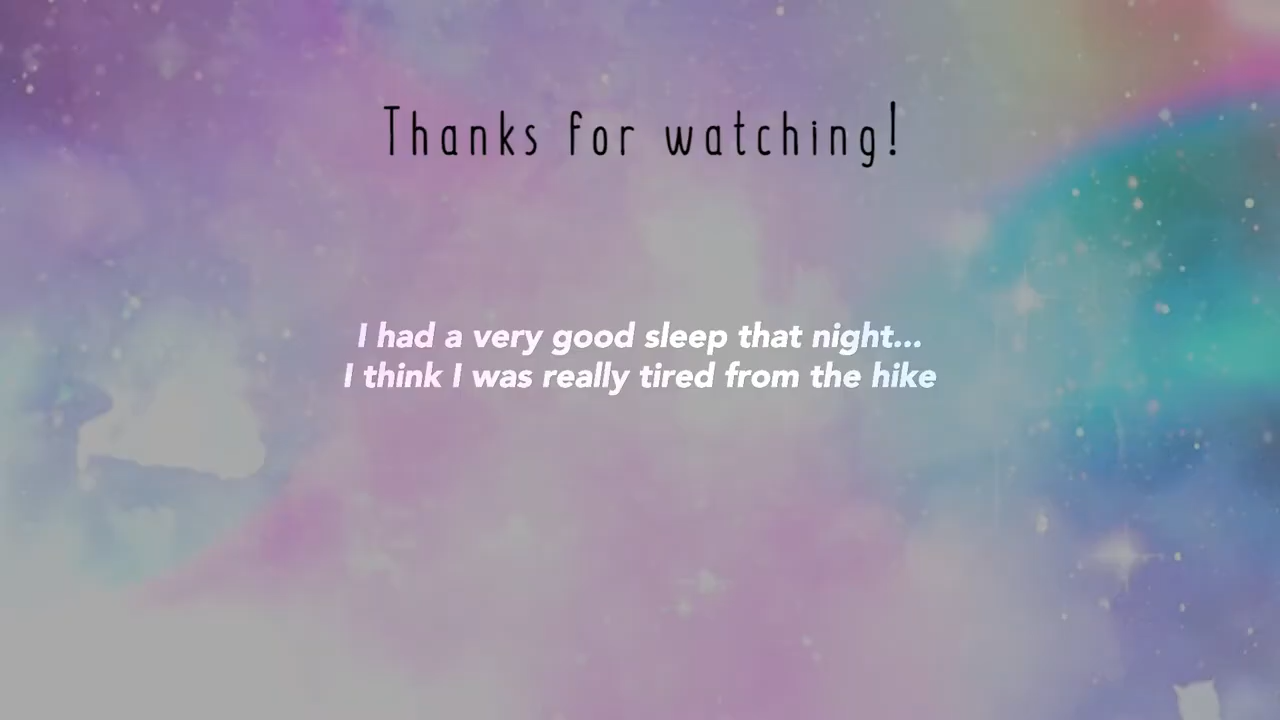 Thanks for watching!
I had a very good sleep that night...
I think I was really tired from the hike